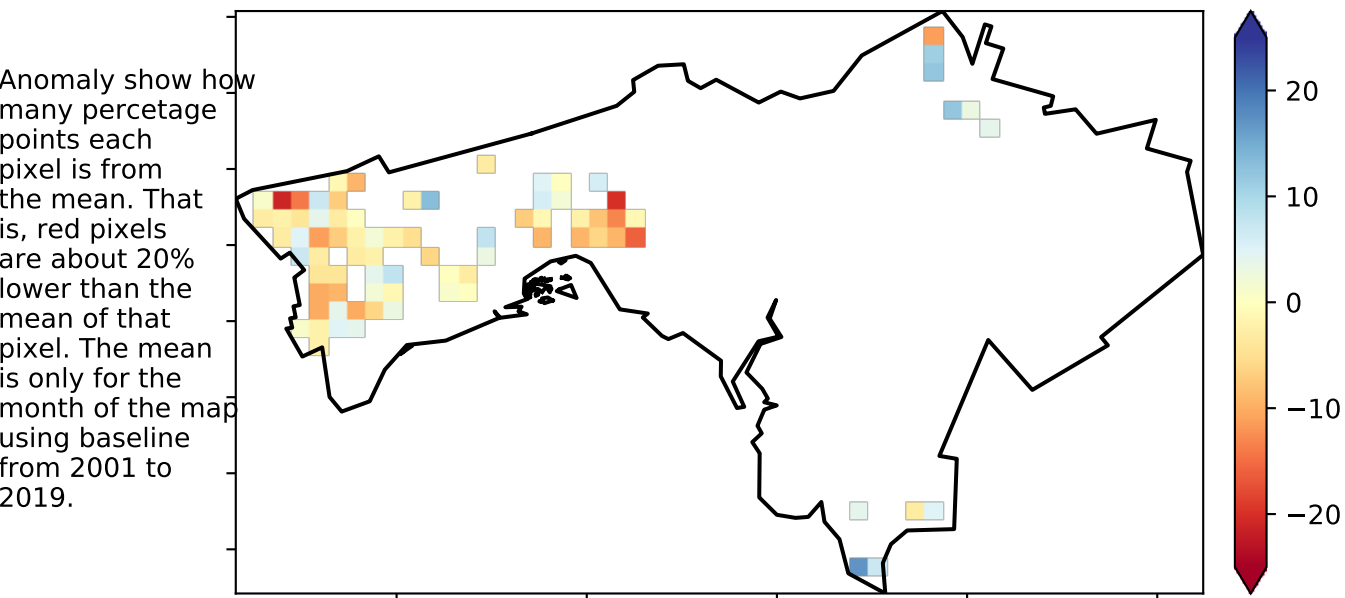 Anomaly show how
many percetage
points each
pixel is from
the mean. That
is, red pixels
are about 20%
lower than the
mean of that
pixel. The mean
is only for the
month of the map
using baseline
from 2001 to
2019.
20
10
0
−10
−20